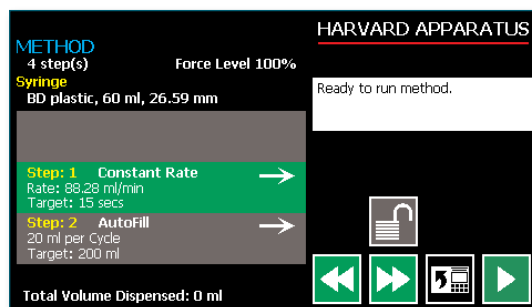 HARVARD APPARATUS
METHOD
4 step(s) Force Level 100%
Syringe
BD plastic, 60 ml, 26.59 mm
Ready to run method.
Step: 1 Constant Rate
Rate: 88.28 ml/min
Target: 15 secs
Step: 2 AutoFill
20 ml per Cycle
Target: 200 ml
Total Volume Dispensed: 0 ml